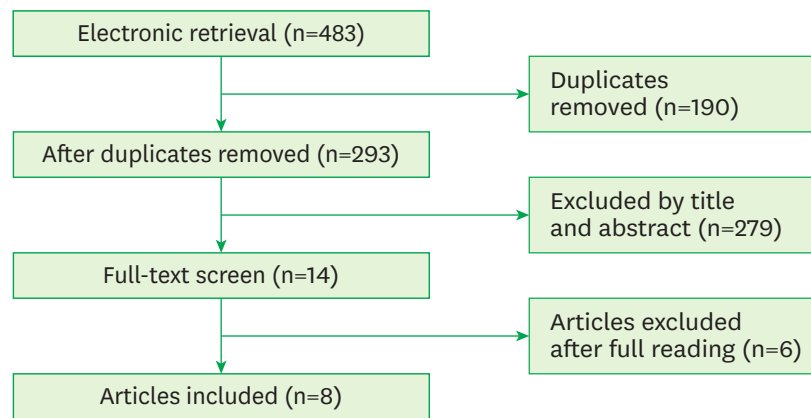 Electronic retrieval (n=483)
Duplicates
removed (n=190)
After duplicates removed (n=293)
Excluded by title
and abstract (n=279)
Full-text screen (n=14)
Articles excluded
after full reading (n=6)
Articles included (n=8)